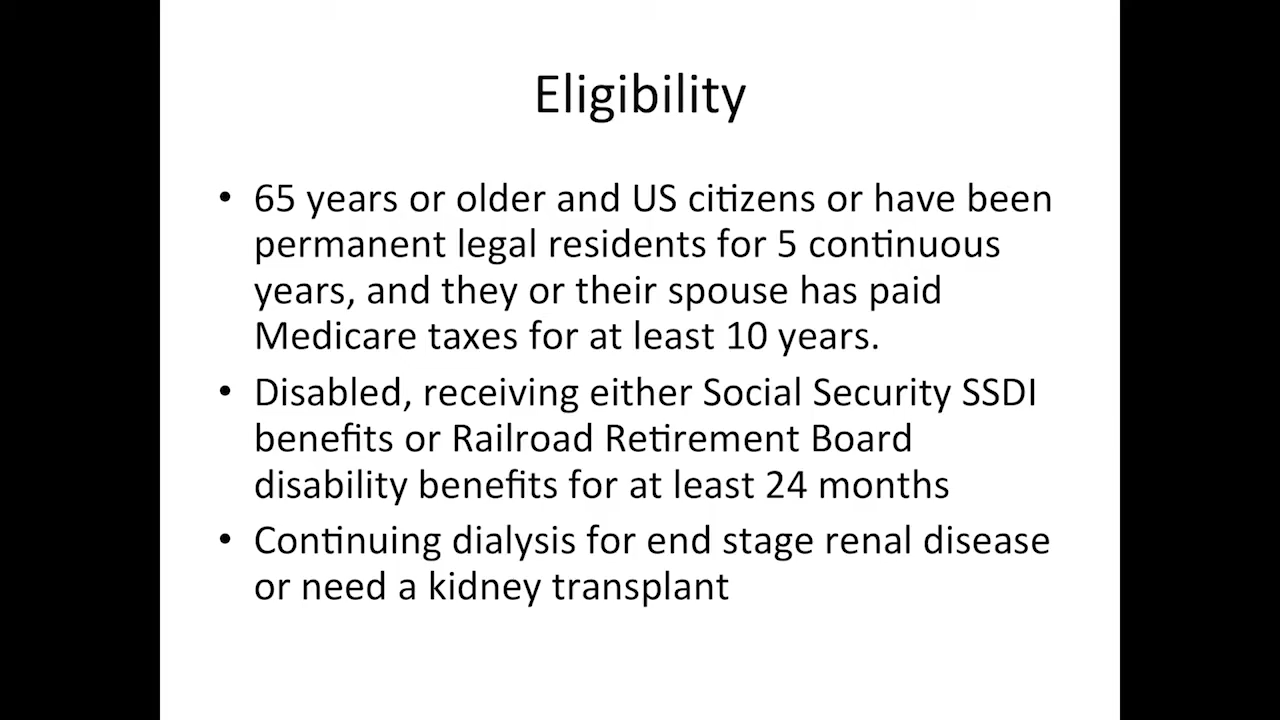 Eligibility
• 65 years or older and US citizens or have been
permanent legal residents for 5 continuous
years, and they or their spouse has paid
Medicare taxes for at least 10 years.
• Disabled, receiving either Social Security SSDI
benefits or Railroad Retirement Board
disability benefits for at least 24 months
• Continuing dialysis for end stage renal disease
or need a kidney transplant